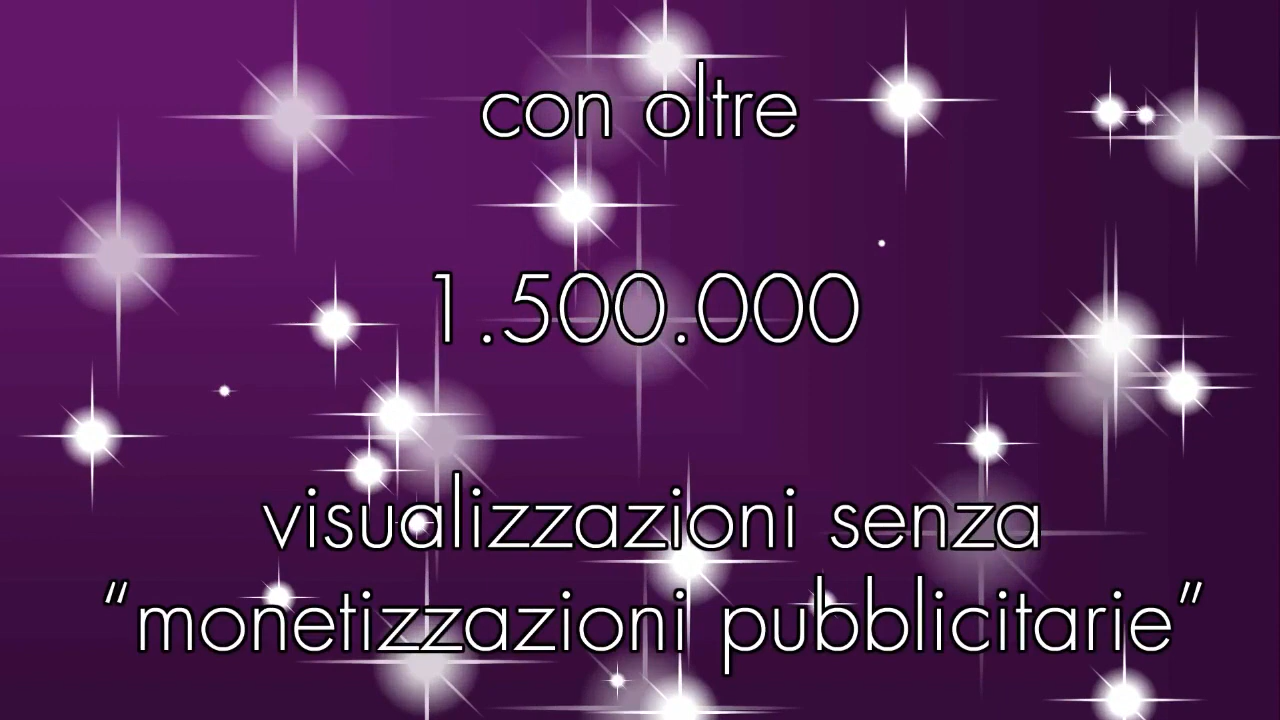 con oltre
1.500.000
visualizzazioni senza
“monetizzazioni pubblicitarie”